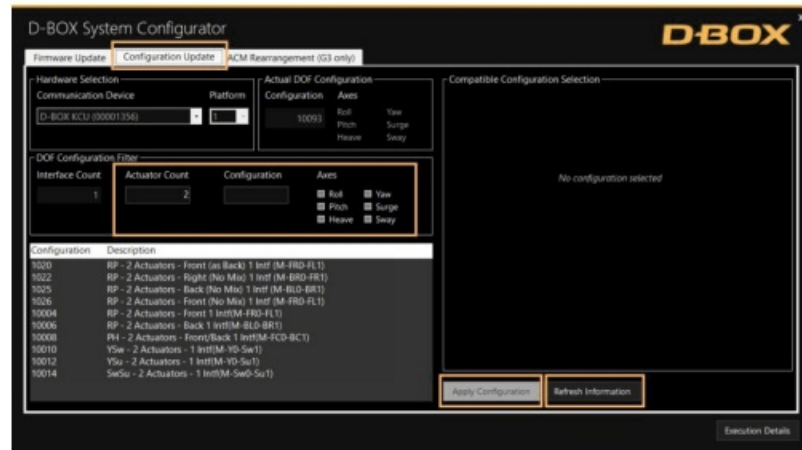 D-BOX System Configurator
D-BOX
Firmware Update Configuration Update ACM Rearrangement (G3 only)
Hardware Selection
Communication Device Platform
D-BOX KCU (00001356) 1
Actual DOF Configuration
Configuration Axes
10093 Roll Yaw
Pitch Surge
Heave Sway
Compatible Configuration Selection
No configuration selected
DOF Configuration Filter
Interface Count Actuator Count Configuration Axes
1 2 Roll Yaw
Pitch Surge
Heave Sway
Configuration Description
1020 RP - 2 Actuators - Front (as Back) 1 Intf (M-FR0-FL1)
1022 RP - 2 Actuators - Right (No Mix) 1 Intf (M-BR0-FR1)
1025 RP - 2 Actuators - Back (No Mix) 1 Intf (M-BL0-BR1)
1026 RP - 2 Actuators - Front (No Mix) 1 Intf (M-FR0-FL1)
10004 RP - 2 Actuators - Front 1 Intf(M-FR0-FL1)
10006 RP - 2 Actuators - Back 1 Intf(M-BL0-BR1)
10008 PH - 2 Actuators - Front/Back 1 Intf(M-FC0-BC1)
10010 YSw - 2 Actuators - 1 Intf(M-Y0-Sw1)
10012 YSu - 2 Actuators - 1 Intf(M-Y0-Su1)
10014 SwSu - 2 Actuators - 1 Intf(M-Sw0-Su1)
Apply Configuration Refresh Information
Execution Details